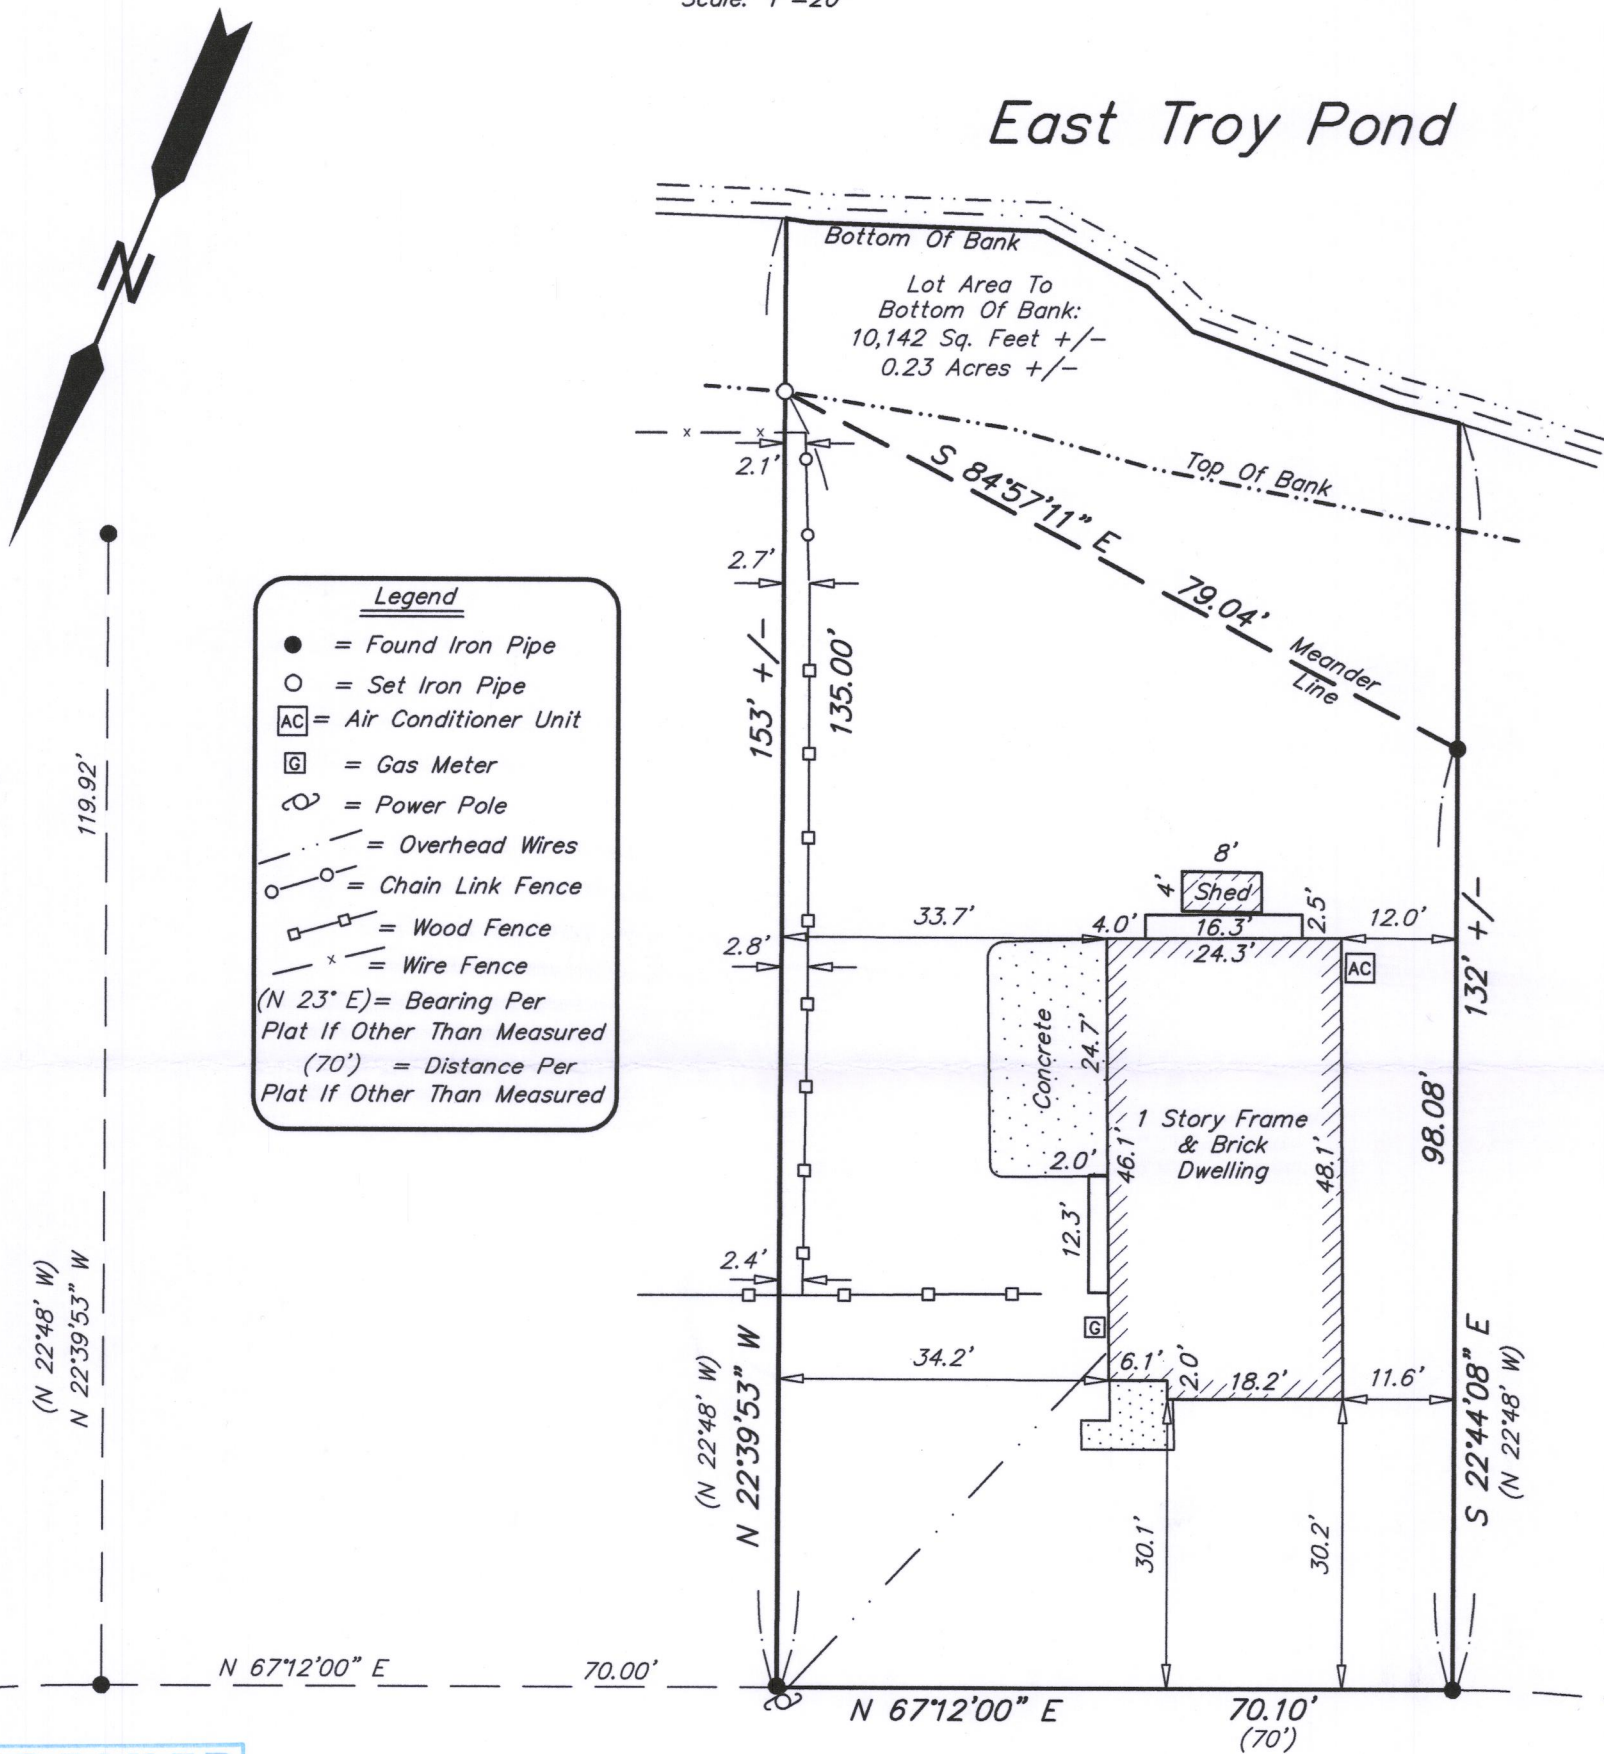 Scale: 1"=20'
East Troy Pond
Bottom Of Bank
Lot Area To
Bottom Of Bank:
10,142 Sq. Feet +/-
0.23 Acres +/-
N
2.1'
S 84°57'11" E
79.04'
Top Of Bank
Meander
Line
2.7'
153' +/-
135.00'
Legend
= Found Iron Pipe
= Set Iron Pipe
AC = Air Conditioner Unit
G = Gas Meter
= Power Pole
= Overhead Wires
= Chain Link Fence
= Wood Fence
x = Wire Fence
(N 23° E)= Bearing Per
Plat If Other Than Measured
(70') = Distance Per
Plat If Other Than Measured
119.92'
(N 22°48' W)
N 22°39'53" W
x x
8'
4'
Shed
2.5'
33.7'
4.0'
16.3'
12.0'
24.3'
2.8'
AC
132' +/-
Concrete
24.7'
98.08'
1 Story Frame
& Brick
Dwelling
46.1'
48.1'
2.0'
12.3'
2.4'
G
34.2'
6.1'
2.0'
18.2'
11.6'
(N 22°48' W)
N 22°39'53" W
S 22°44'08" E
(N 22°48' W)
30.1'
30.2'
N 67°12'00" E
70.00'
N 67°12'00" E
70.10'
(70')